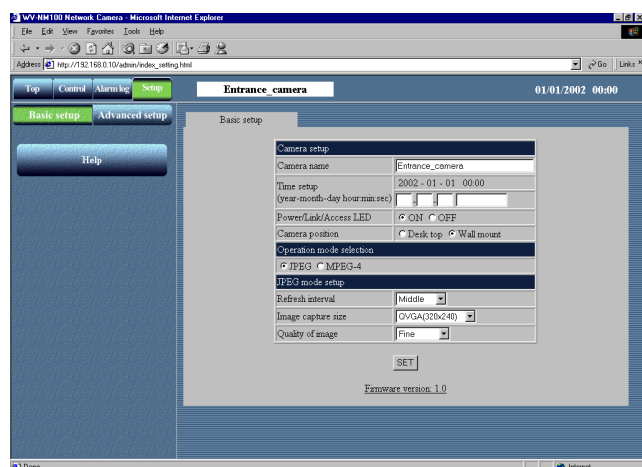 WV-NM100 Network Camera - Microsoft Internet Explorer
File Edit View Favorites Tools Help
Address http://192.168.0.10/admin/index_setting.html Go Links
Top Control Alarm log Setup
Entrance_camera
01/01/2002 00:00
Basic setup Advanced setup
Help
Basic setup
Camera setup
Camera name Entrance_camera
Time setup
(year-month-day hour:min:sec)
2002 - 01 - 01 00:00
Power/Link/Access LED ON OFF
Camera position Desk top Wall mount
Operation mode selection
JPEG MPEG-4
JPEG mode setup
Refresh interval Middle
Image capture size QVGA(320x240)
Quality of image Fine
SET
Firmware version: 1.0
Done Internet